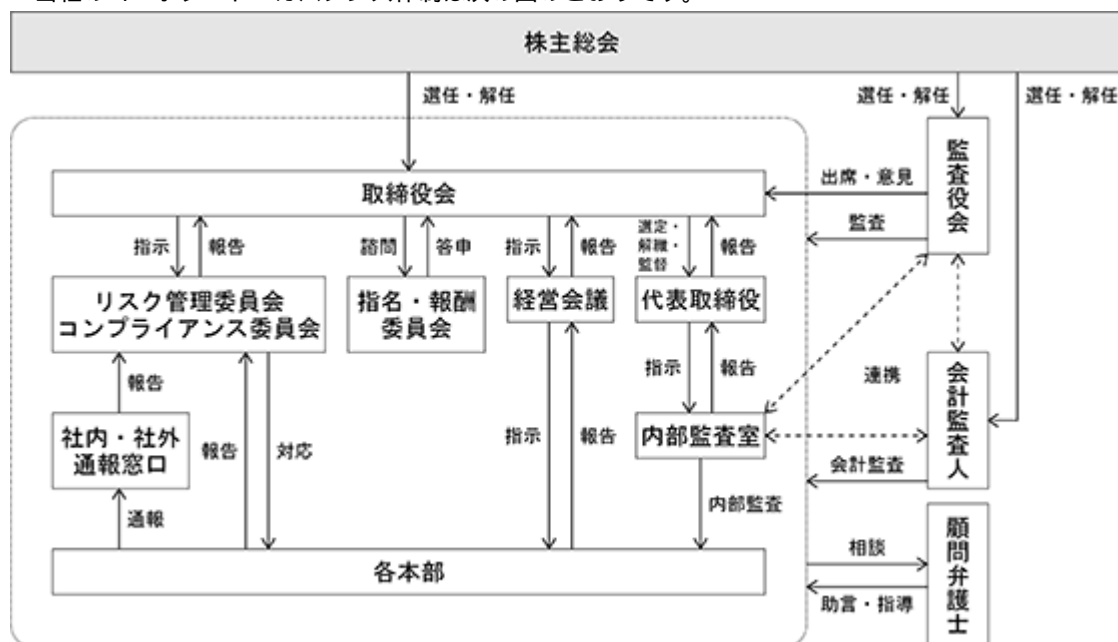 株主総会
選任・解任
選任・解任
選任・解任
監査役会
出席・意見
監査
取締役会
指示
報告
諮問
答申
指示
報告
選定・
解職・
監督
報告
リスク管理委員会
コンプライアンス委員会
指名・報酬
委員会
経営会議
代表取締役
報告
指示
報告
連携
会計監査人
社内・社外
通報窓口
報告
対応
指示
報告
内部監査室
会計監査
通報
内部監査
各本部
相談
助言・指導
顧問弁護士